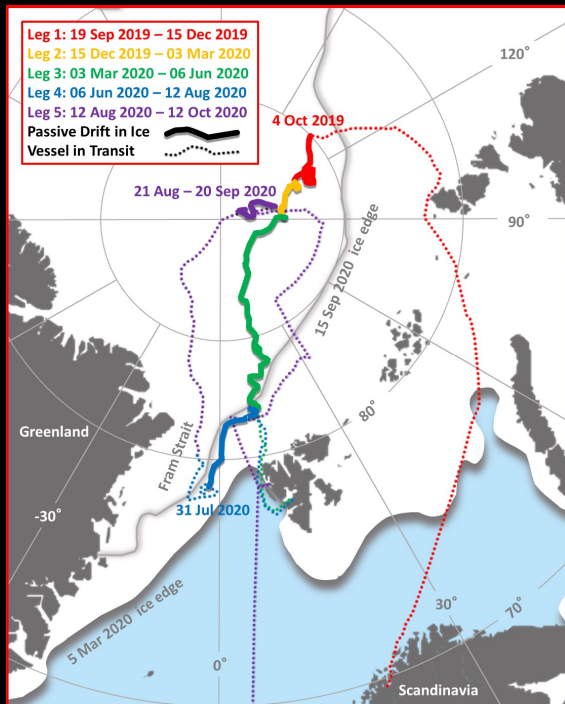 Leg 1: 19 Sep 2019 – 15 Dec 2019
Leg 2: 15 Dec 2019 – 03 Mar 2020
Leg 3: 03 Mar 2020 – 06 Jun 2020
Leg 4: 06 Jun 2020 – 12 Aug 2020
Leg 5: 12 Aug 2020 – 12 Oct 2020
Passive Drift in Ice
Vessel in Transit
120°
4 Oct 2019
21 Aug – 20 Sep 2020
90°
15 Sep 2020 ice edge
80°
Greenland
Fram Strait
-30°
31 Jul 2020
5 Mar 2020 ice edge
30°
70°
0°
Scandinavia